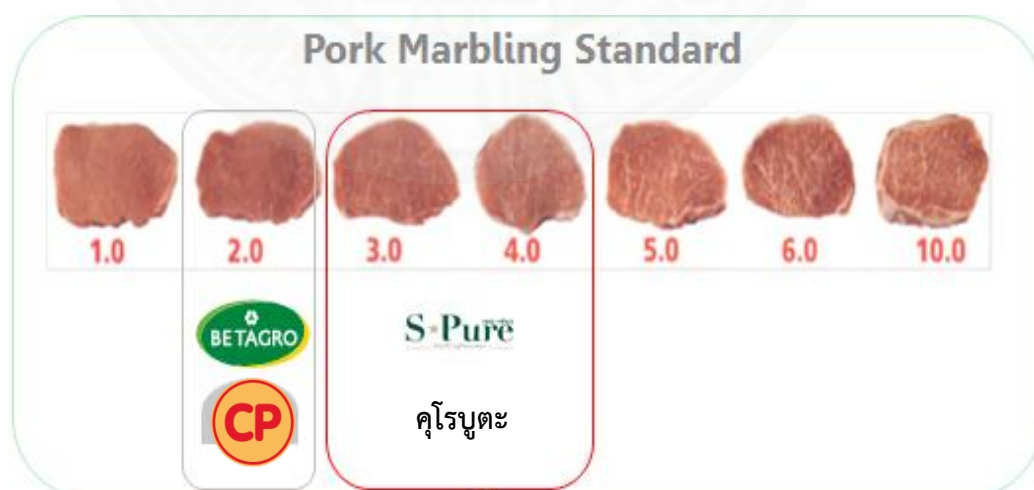 Pork Marbling Standard
1.0 2.0 3.0 4.0 5.0 6.0 10.0
BETAGRO
S Pure
CP
คุโรบูตะ